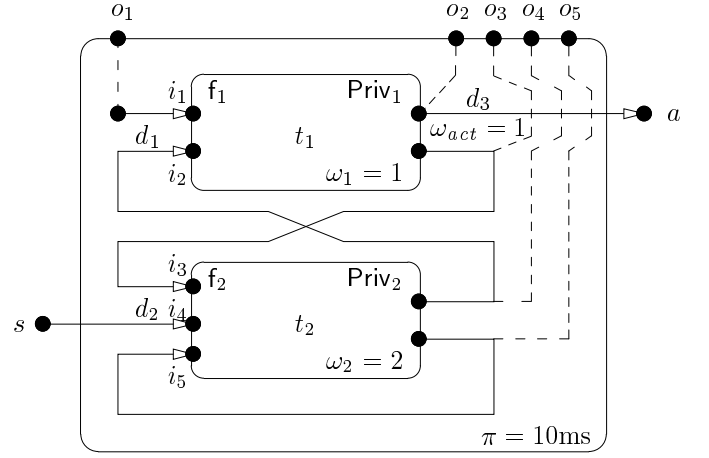 o₁ o₂ o₃ o₄ o₅
i₁ f₁ Priv₁ d₃
a
d₁ t₁ ω_act = 1
i₂ ω₁ = 1
i₃ f₂ Priv₂
s d₂ i₄ t₂
i₅ ω₂ = 2
π = 10ms